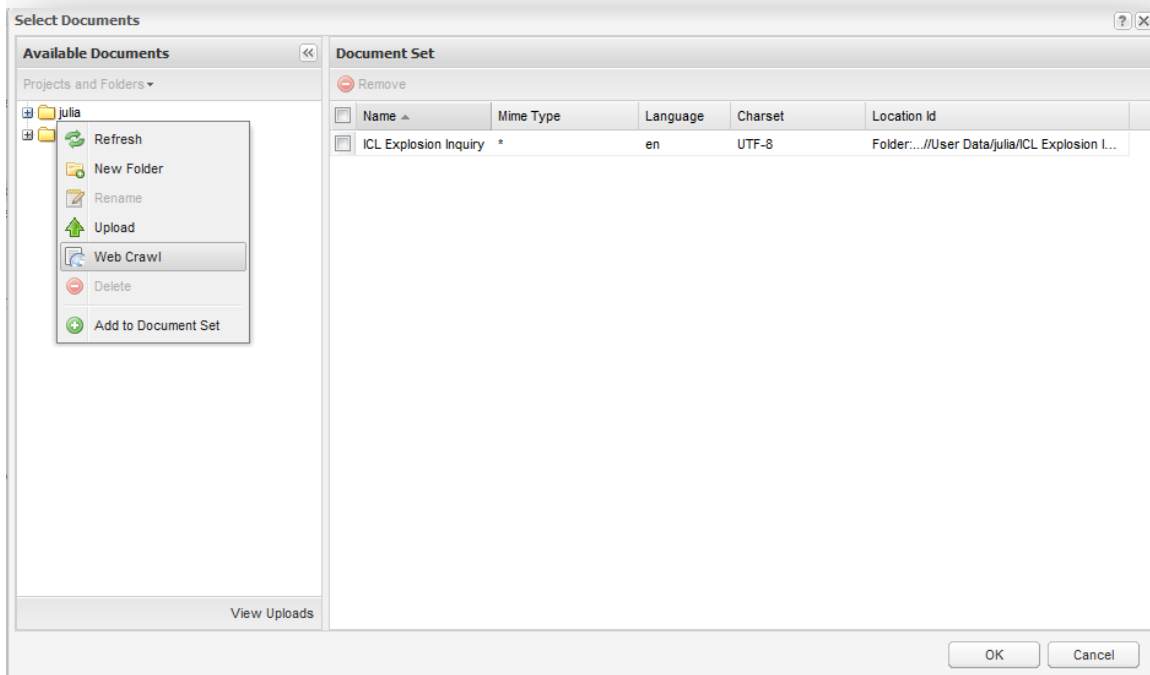 Select Documents
Available Documents
Document Set
Projects and Folders
Remove
julia
Name
Mime Type
Language
Charset
Location Id
ICL Explosion Inquiry
*
en
UTF-8
Folder:...//User Data/julia/ICL Explosion I...
Refresh
New Folder
Rename
Upload
Web Crawl
Delete
Add to Document Set
View Uploads
OK
Cancel